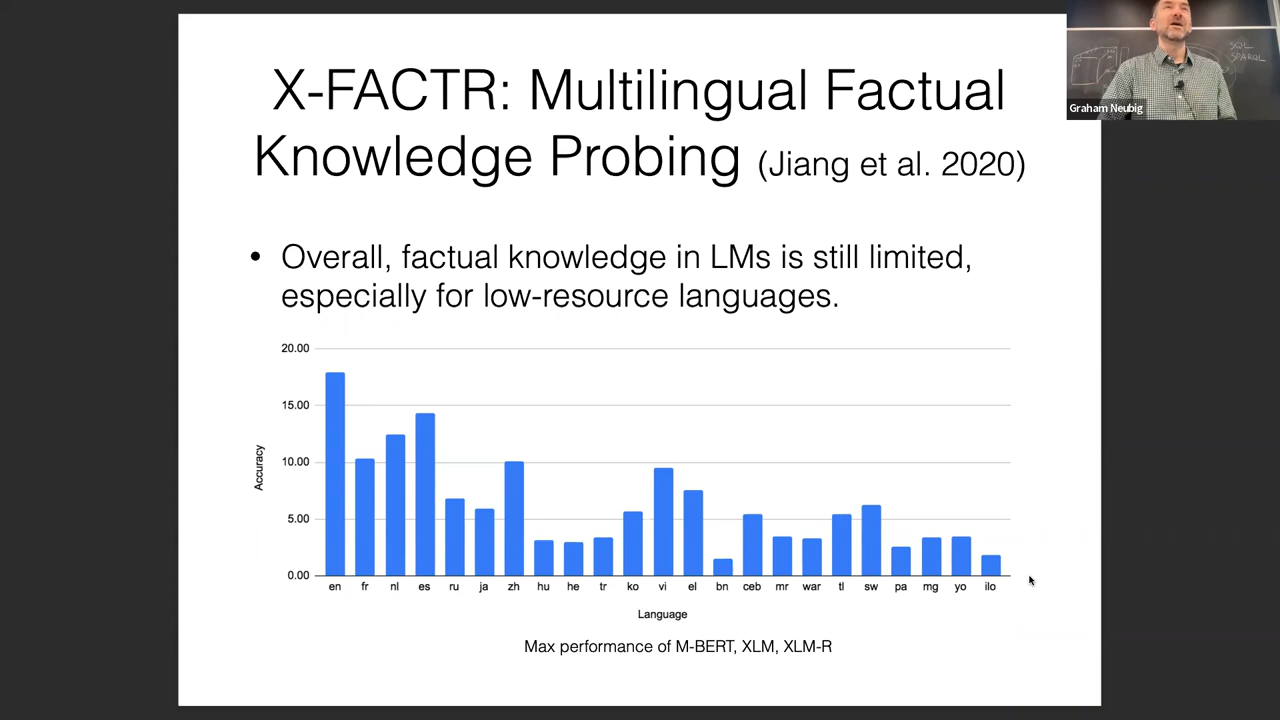 X-FACTR: Multilingual Factual
Knowledge Probing (Jiang et al. 2020)
• Overall, factual knowledge in LMs is still limited,
especially for low-resource languages.
20.00
15.00
10.00
5.00
0.00
Accuracy
en fr nl es ru ja zh hu he tr ko vi el bn ceb mr war tl sw pa mg yo ilo
Language
Max performance of M-BERT, XLM, XLM-R
SQL
SPARQL
Graham Neubig